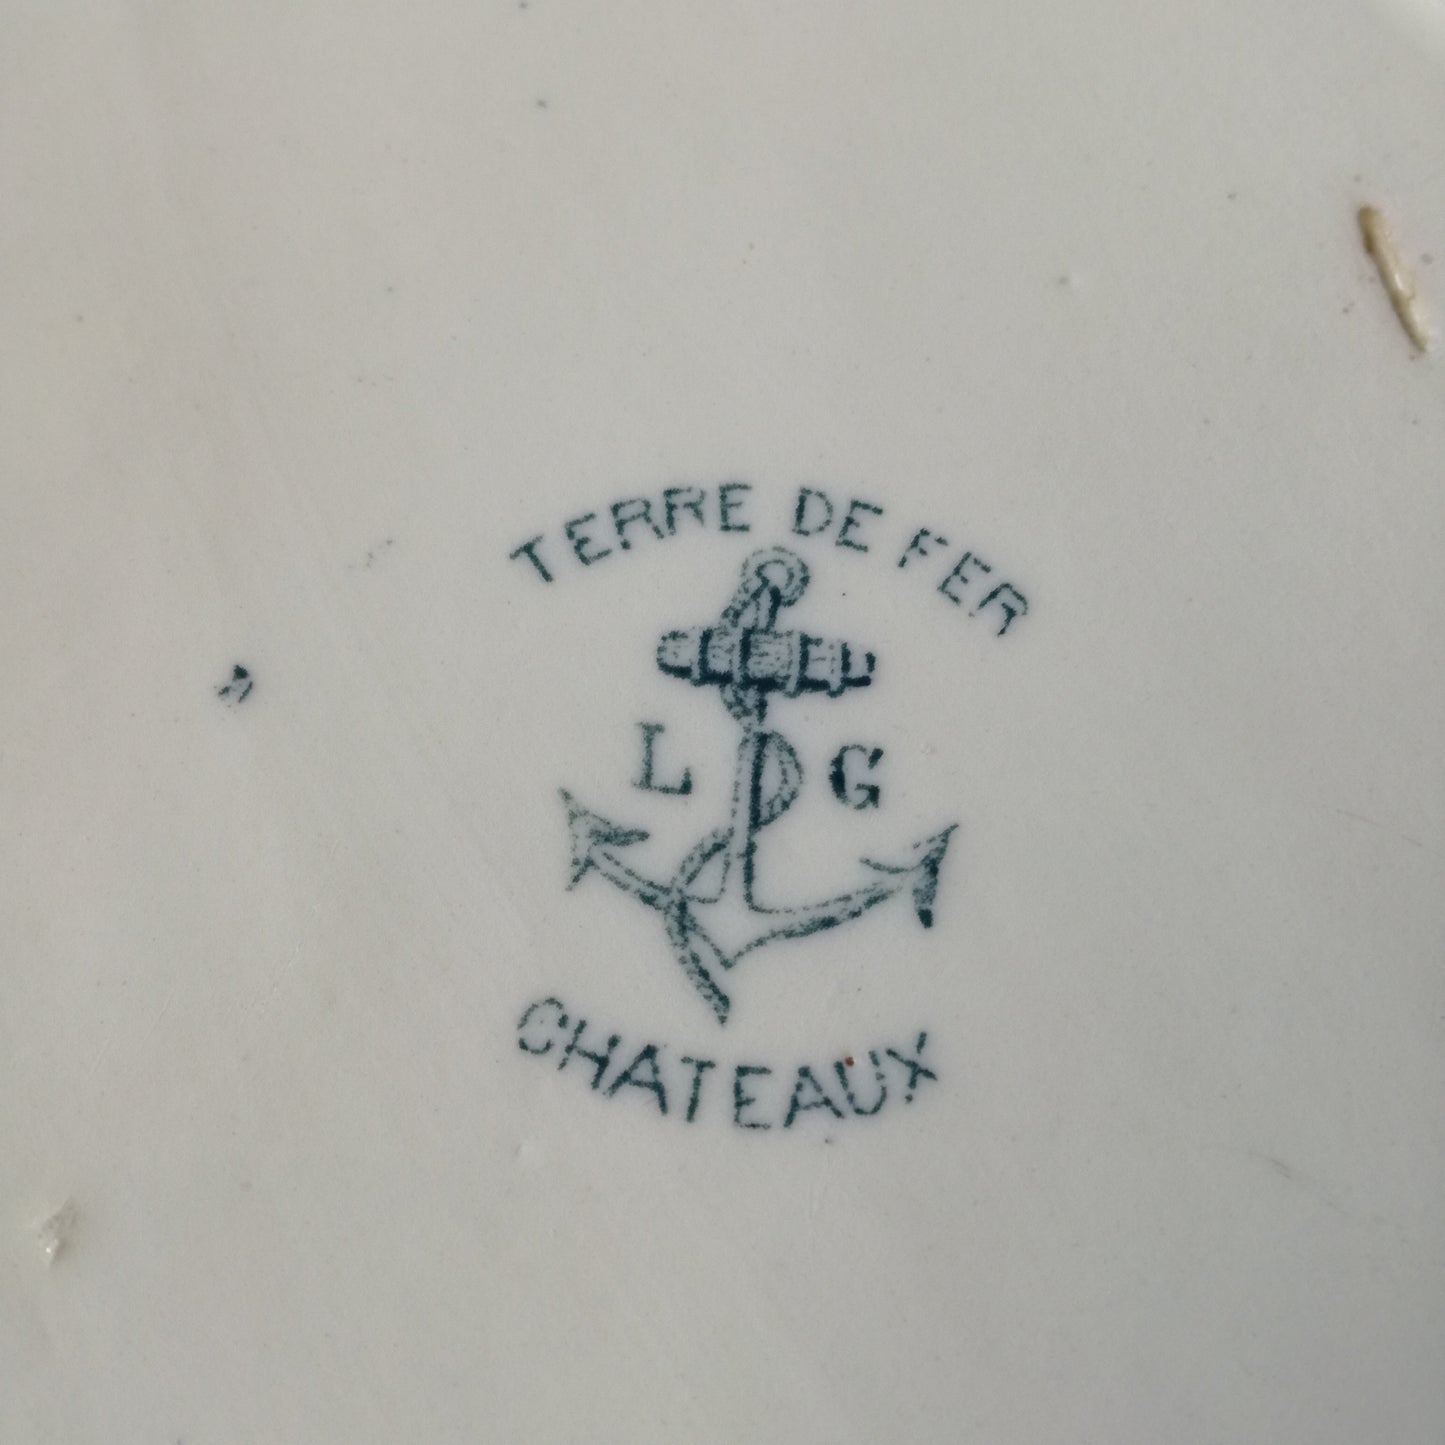 TERRE DE FER
L G
CHATEAUX